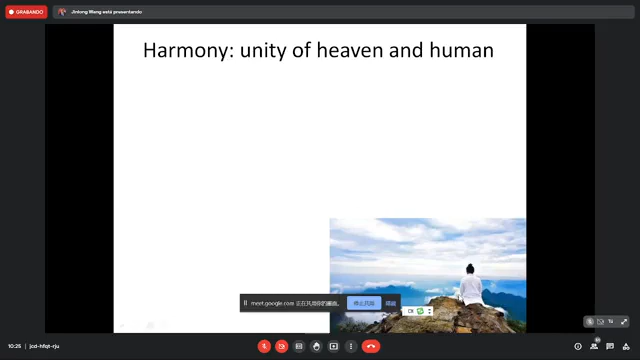 GRABANDO
Jintong Wang está presentando
Harmony: unity of heaven and human
meet.google.com 正在共享你的屏幕。
停止共享
隐藏
10:25
jcd-hfqt-rju